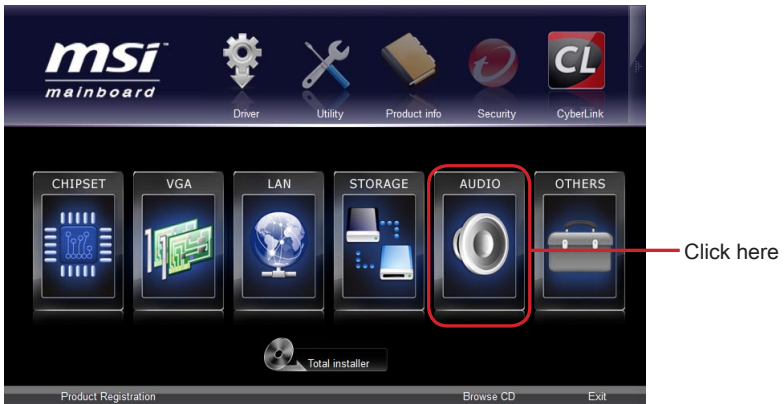 msi™
mainboard
Driver
Utility
Product info
Security
CL
CyberLink
CHIPSET
VGA
LAN
STORAGE
AUDIO
OTHERS
Click here
Total installer
Product Registration
Browse CD
Exit